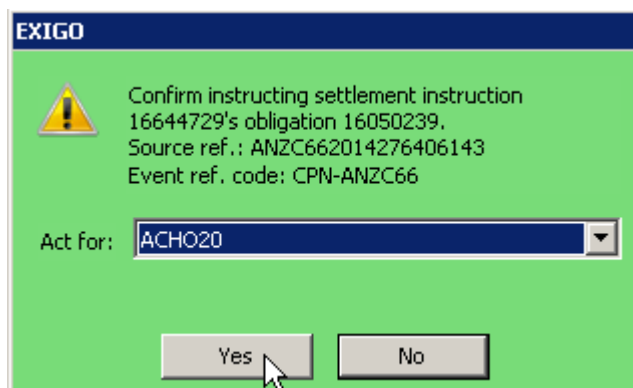 EXIGO
Confirm instructing settlement instruction
16644729's obligation 16050239.
Source ref.: ANZC662014276406143
Event ref. code: CPN-ANZC66
Act for: ACHO20
Yes No